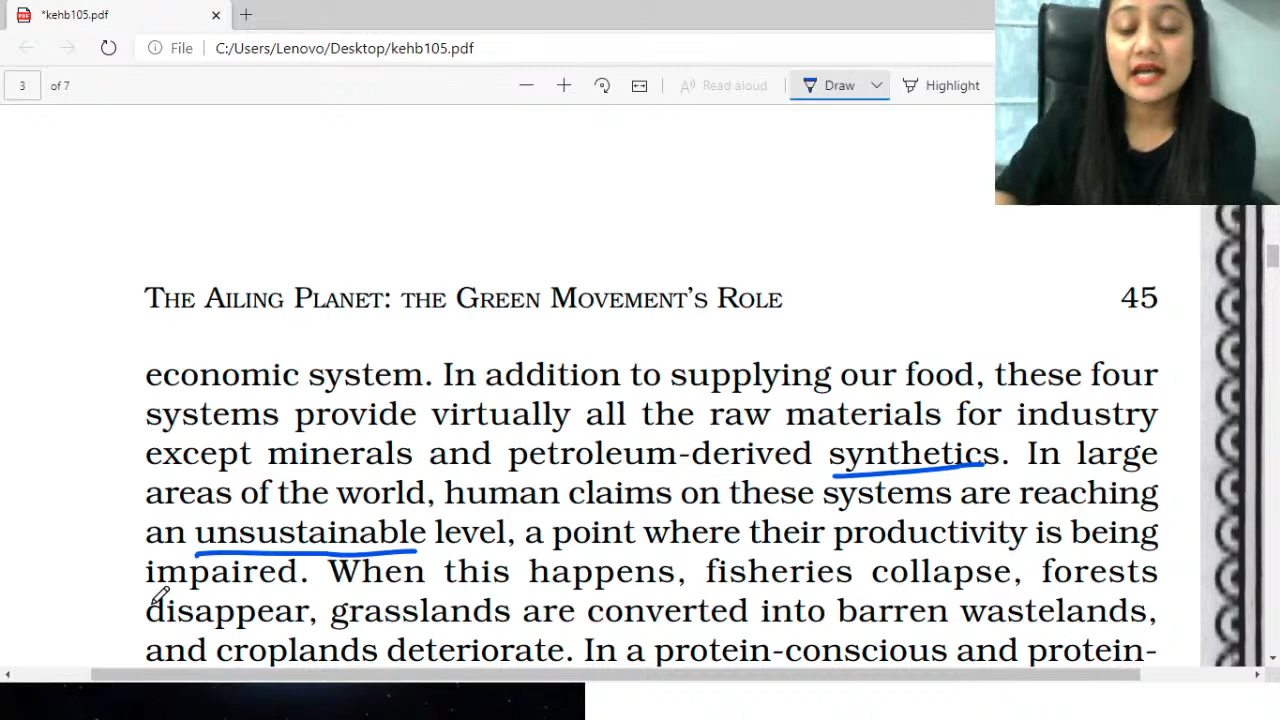 *kehb105.pdf
File C:/Users/Lenovo/Desktop/kehb105.pdf
3 of 7 Read aloud Draw Highlight
THE AILING PLANET: THE GREEN MOVEMENT'S ROLE 45
economic system. In addition to supplying our food, these four
systems provide virtually all the raw materials for industry
except minerals and petroleum-derived synthetics. In large
areas of the world, human claims on these systems are reaching
an unsustainable level, a point where their productivity is being
impaired. When this happens, fisheries collapse, forests
disappear, grasslands are converted into barren wastelands,
and croplands deteriorate. In a protein-conscious and protein-